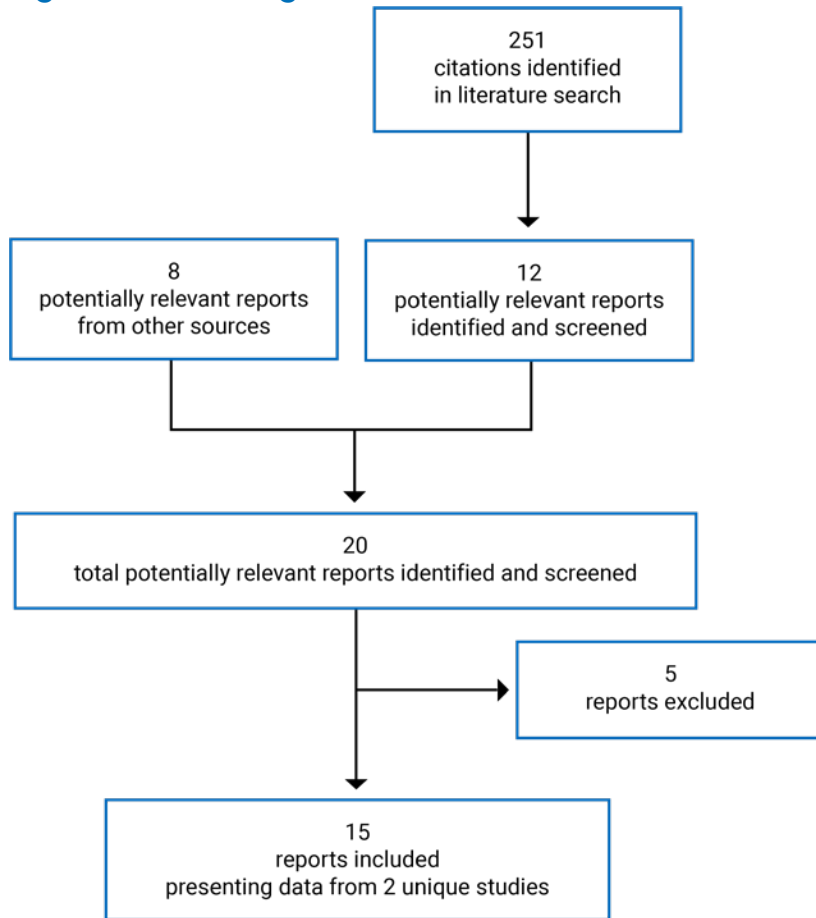 251
citations identified
in literature search
8
potentially relevant reports
from other sources
12
potentially relevant reports
identified and screened
20
total potentially relevant reports identified and screened
5
reports excluded
15
reports included
presenting data from 2 unique studies